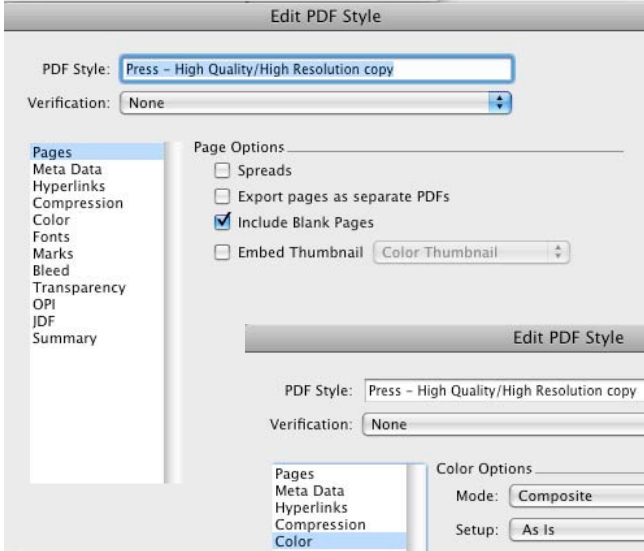 Edit PDF Style
PDF Style: Press – High Quality/High Resolution copy
Verification: None
Pages
Meta Data
Hyperlinks
Compression
Color
Fonts
Marks
Bleed
Transparency
OPI
JDF
Summary
Page Options
Spreads
Export pages as separate PDFs
Include Blank Pages
Embed Thumbnail Color Thumbnail
Edit PDF Style
PDF Style: Press – High Quality/High Resolution copy
Verification: None
Pages
Meta Data
Hyperlinks
Compression
Color
Color Options
Mode: Composite
Setup: As Is